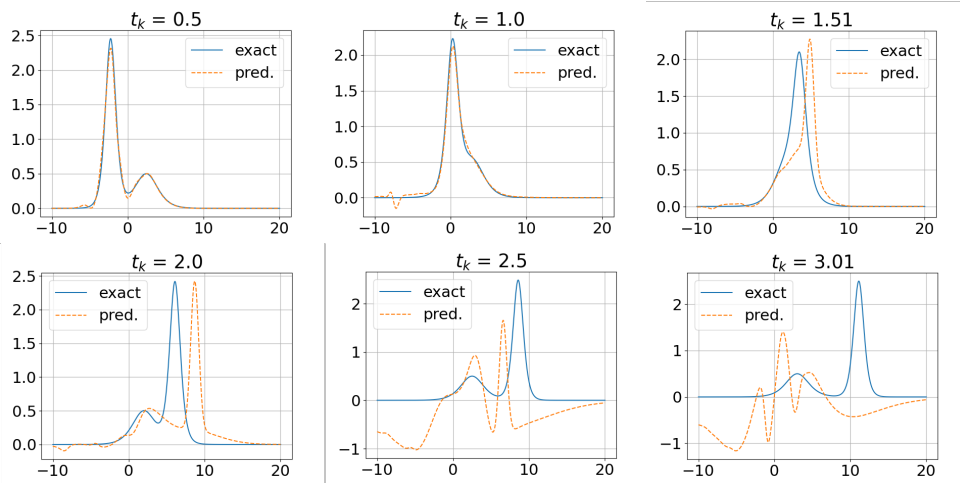 t_k = 0.5
exact
pred.
2.5
2.0
1.5
1.0
0.5
0.0
−10 0 10 20
t_k = 1.0
exact
pred.
2.0
1.5
1.0
0.5
0.0
−10 0 10 20
t_k = 1.51
exact
pred.
2.0
1.5
1.0
0.5
0.0
−10 0 10 20
t_k = 2.0
exact
pred.
2.5
2.0
1.5
1.0
0.5
0.0
−10 0 10 20
t_k = 2.5
exact
pred.
2
1
0
−1
−10 0 10 20
t_k = 3.01
exact
pred.
2
1
0
−1
−10 0 10 20